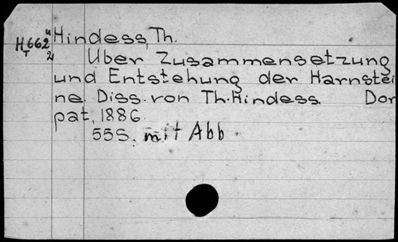 Hindess, Th.
H 662
Über Zusammensetzung
und Entstehung der Harnstei
ne. Diss. von Th. Hindess. Dor
pat, 1886.
55S. mit Abb.